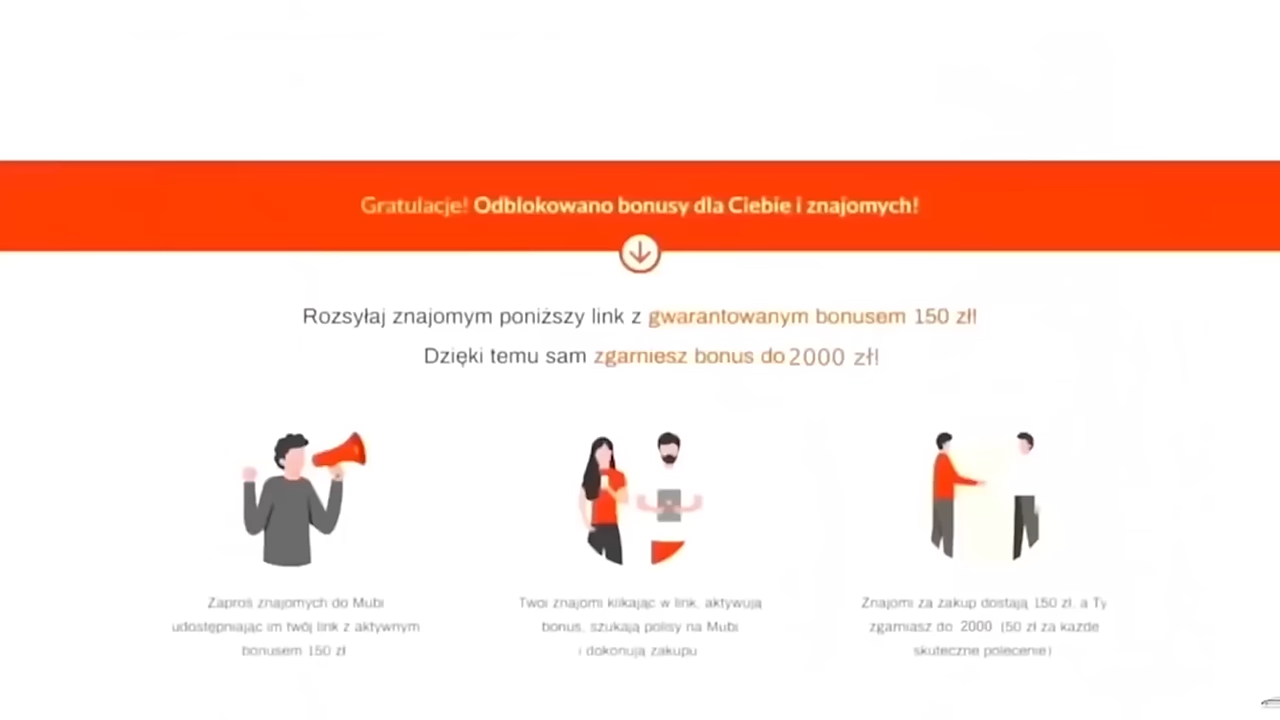 Gratulacje! Odblokowano bonusy dla Ciebie i znajomych!
Rozsyłaj znajomym poniższy link z gwarantowanym bonusem 150 zł!
Dzięki temu sam zgarniesz bonus do 2000 zł!
Zaproś znajomych do Mubi
udostępniając im twój link z aktywnym
bonusem 150 zł
Twoi znajomi klikając w link, aktywują
bonus, szukają polisy na Mubi
i dokonują zakupu
Znajomi za zakup dostają 150 zł, a Ty
zgarniasz do 2000 (50 zł za każde
skuteczne polecenie)